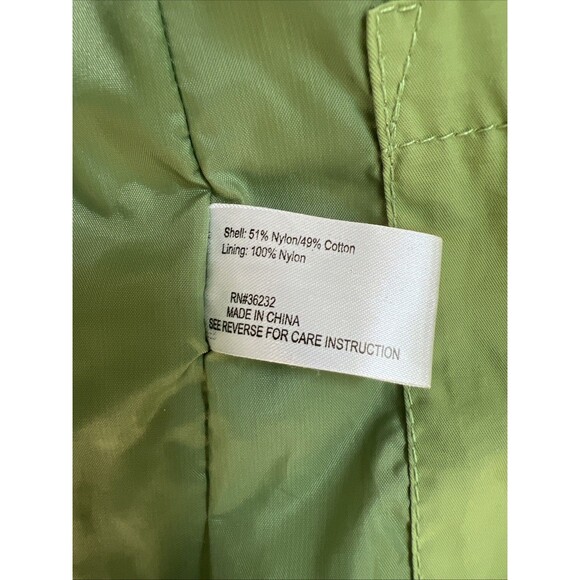 Shell: 51% Nylon/49% Cotton
Lining: 100% Nylon
RN#36232
MADE IN CHINA
SEE REVERSE FOR CARE INSTRUCTION